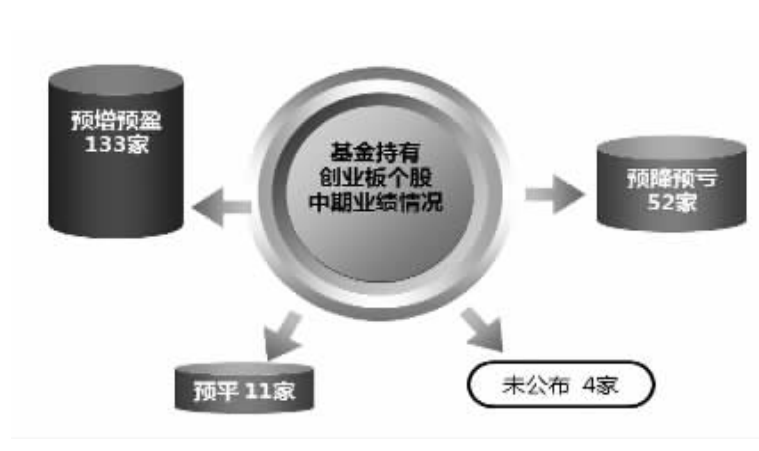 基金持有
创业板个股
中期业绩情况
预增预盈
133家
预降预亏
52家
预平 11家
未公布 4家